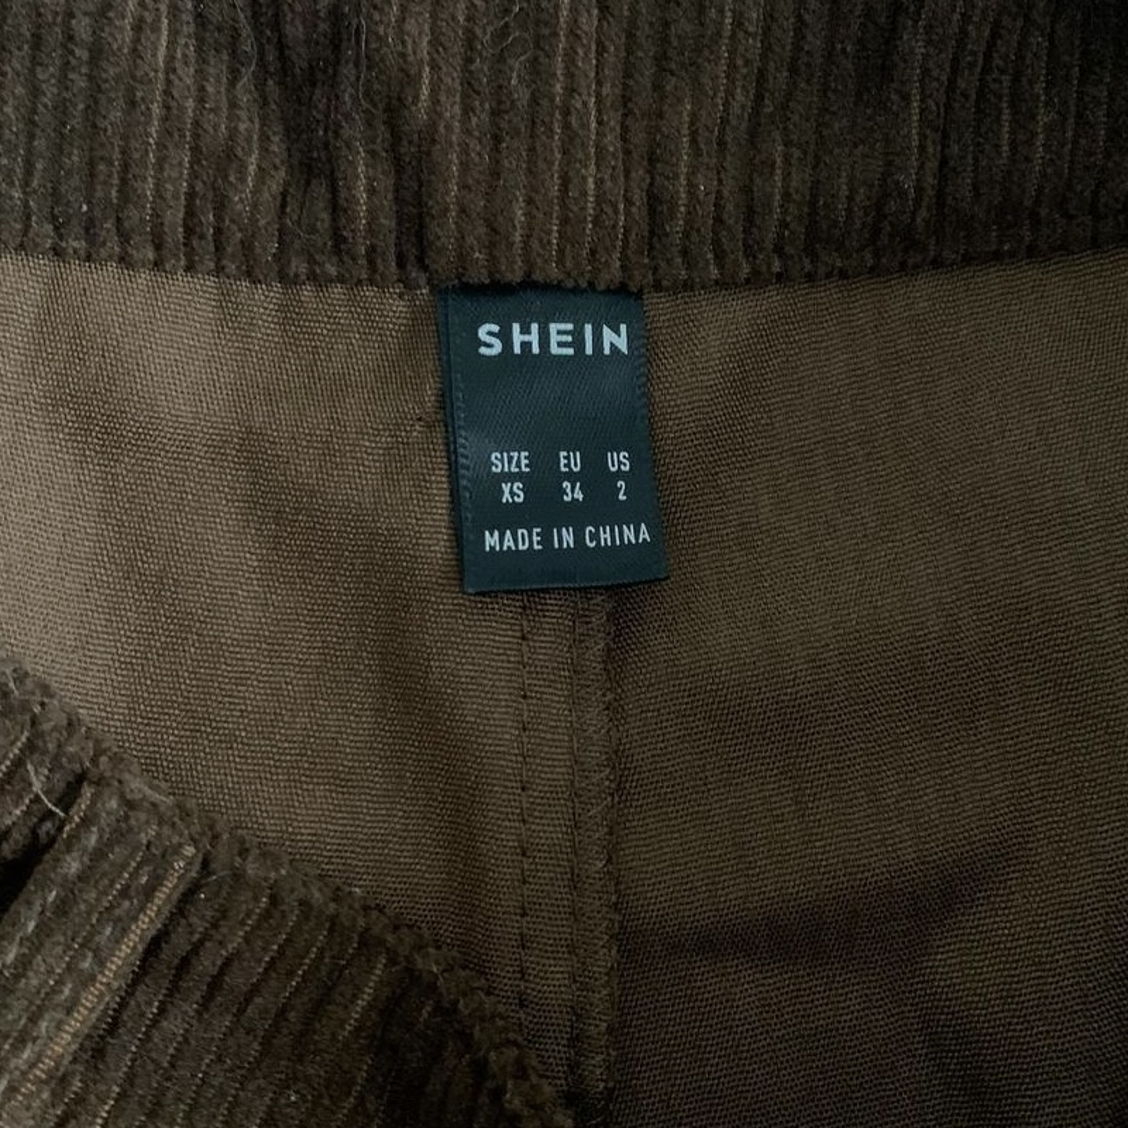 SHEIN
SIZE EU US
XS 34 2
MADE IN CHINA